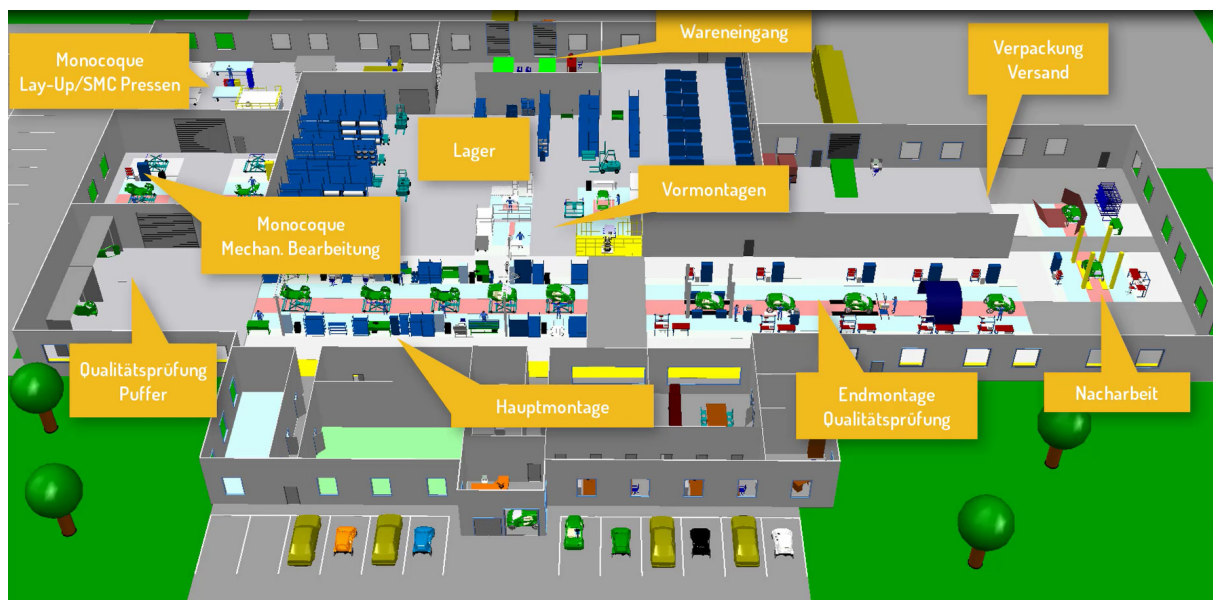 Wareneingang
Monocoque
Lay-Up/SMC Pressen
Verpackung
Versand
Lager
Vormontagen
Monocoque
Mechan. Bearbeitung
Qualitätsprüfung
Puffer
Hauptmontage
Endmontage
Qualitätsprüfung
Nacharbeit